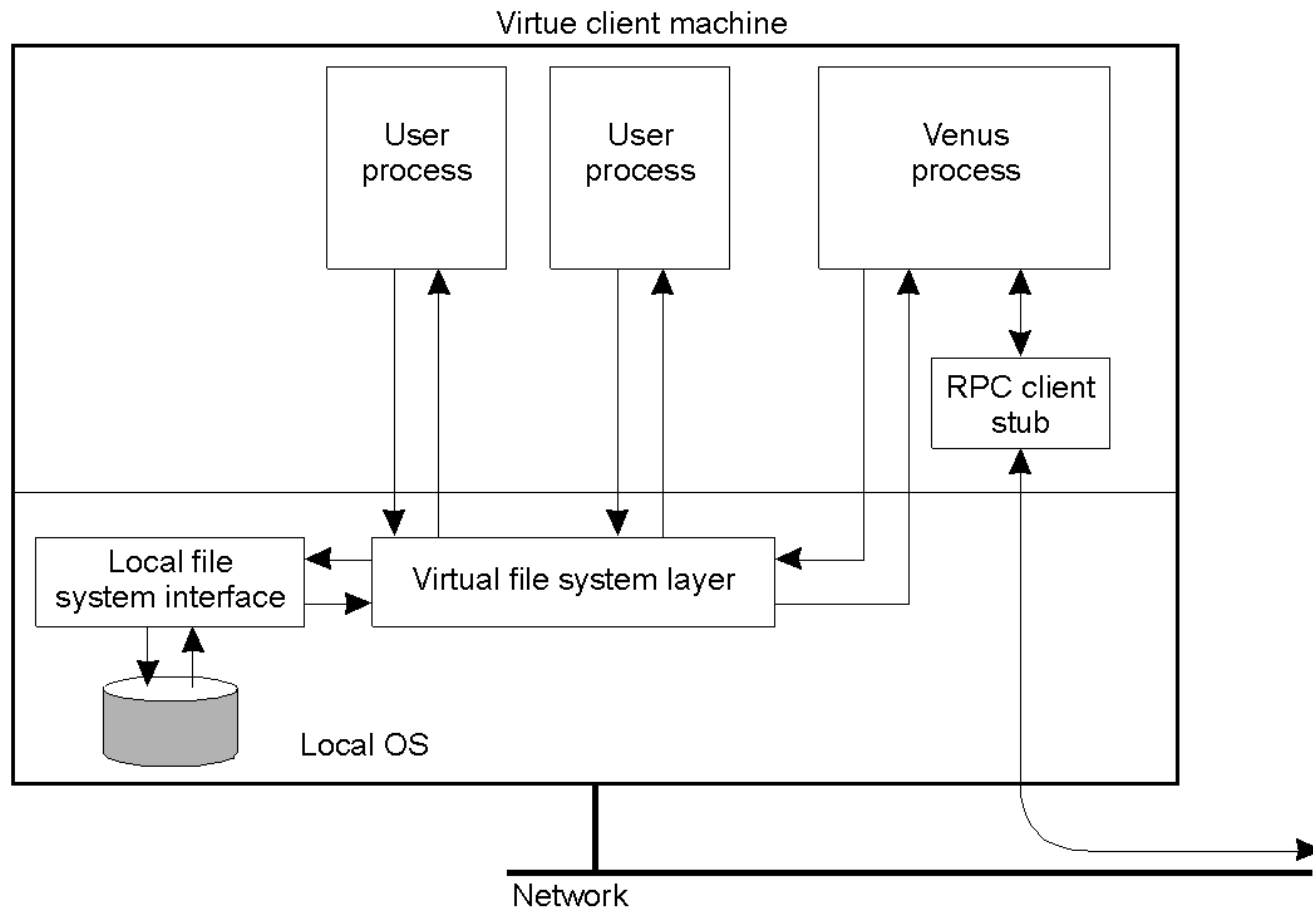 Virtue client machine
User
process
User
process
Venus
process
RPC client
stub
Local file
system interface
Virtual file system layer
Local OS
Network